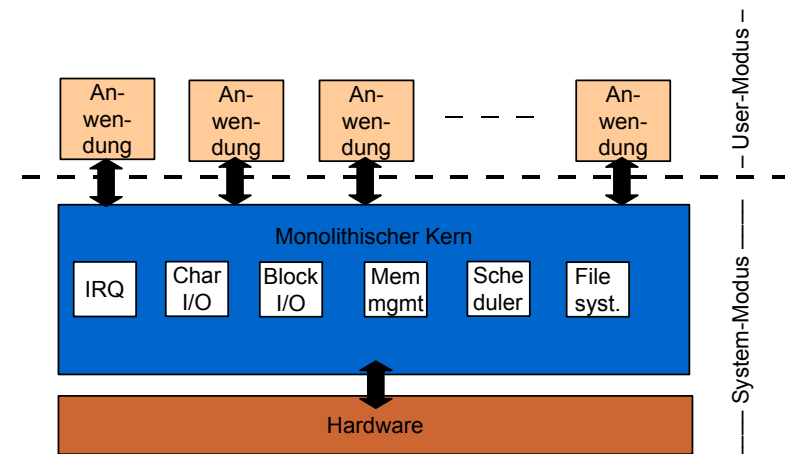 An-
wen-
dung
An-
wen-
dung
An-
wen-
dung
An-
wen-
dung
User-Modus
Monolithischer Kern
IRQ
Char
I/O
Block
I/O
Mem
mgmt
Sche
duler
File
syst.
System-Modus
Hardware